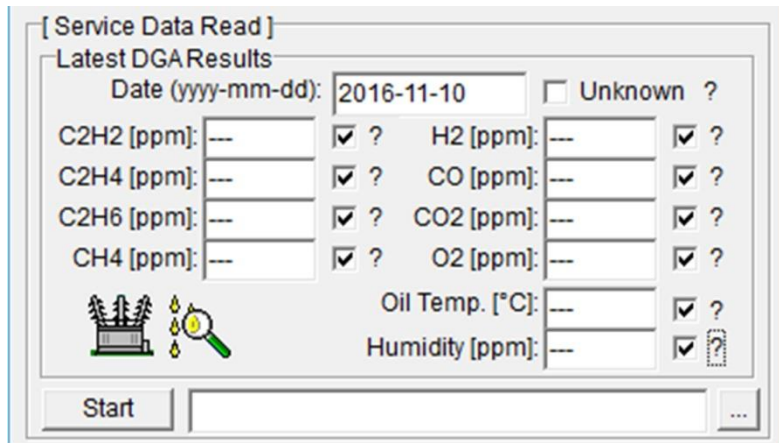 [ Service Data Read ]
Latest DGA Results
Date (yyyy-mm-dd): 2016-11-10 Unknown ?
C2H2 [ppm]: --- ? H2 [ppm]: --- ?
C2H4 [ppm]: --- ? CO [ppm]: --- ?
C2H6 [ppm]: --- ? CO2 [ppm]: --- ?
CH4 [ppm]: --- ? O2 [ppm]: --- ?
Oil Temp. [°C]: --- ?
Humidity [ppm]: --- ?
Start ...